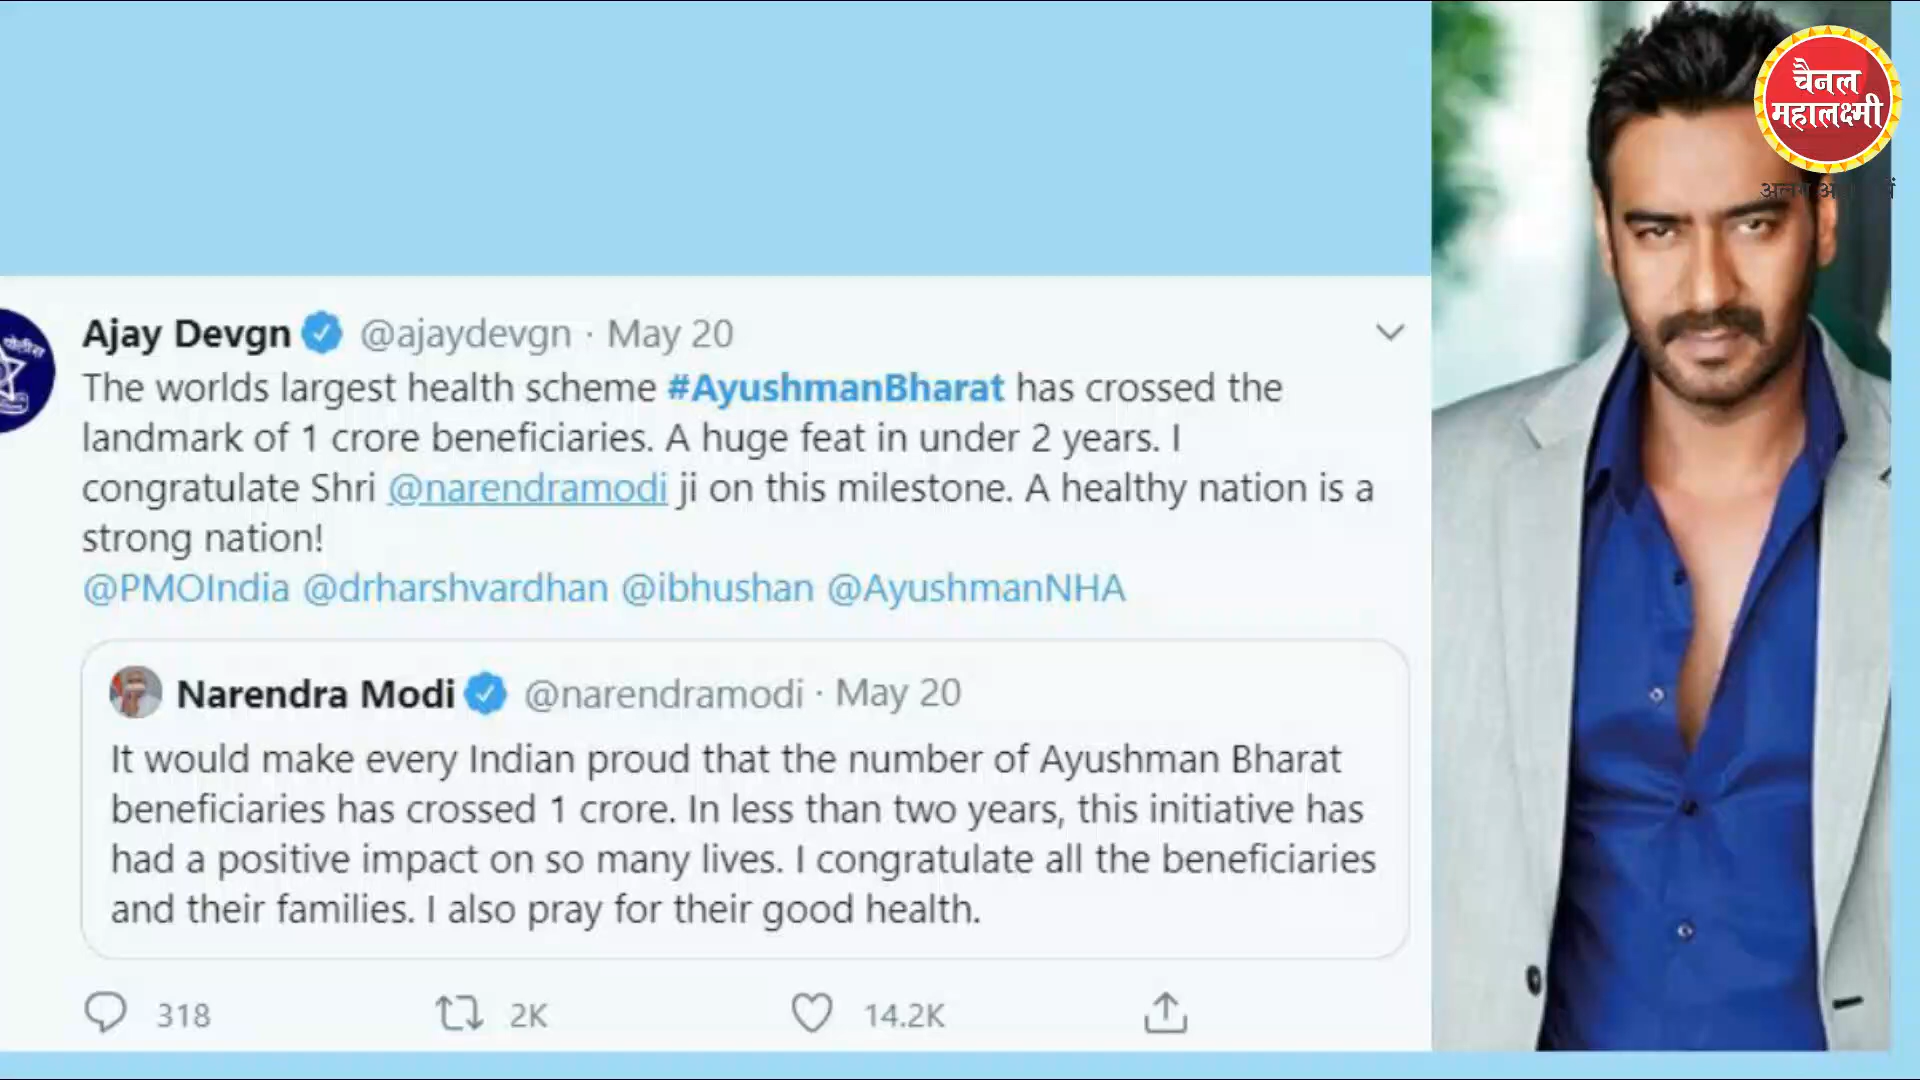 चैनल
महालक्ष्मी
Ajay Devgn @ajaydevgn · May 20
The worlds largest health scheme #AyushmanBharat has crossed the
landmark of 1 crore beneficiaries. A huge feat in under 2 years. I
congratulate Shri @narendramodi ji on this milestone. A healthy nation is a
strong nation!
@PMOIndia @drharshvardhan @ibhushan @AyushmanNHA
Narendra Modi @narendramodi · May 20
It would make every Indian proud that the number of Ayushman Bharat
beneficiaries has crossed 1 crore. In less than two years, this initiative has
had a positive impact on so many lives. I congratulate all the beneficiaries
and their families. I also pray for their good health.
318 2K 14.2K